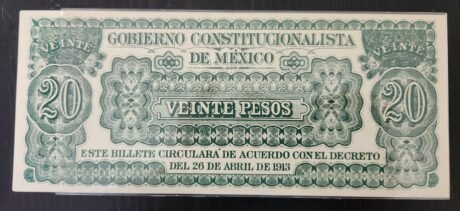 VEINTE VEINTE
GOBIERNO CONSTITUCIONALISTA
DE MÉXICO
20 VEINTE PESOS 20
ESTE BILLETE CIRCULARÁ DE ACUERDO CON EL DECRETO
DEL 26 DE ABRIL DE 1913